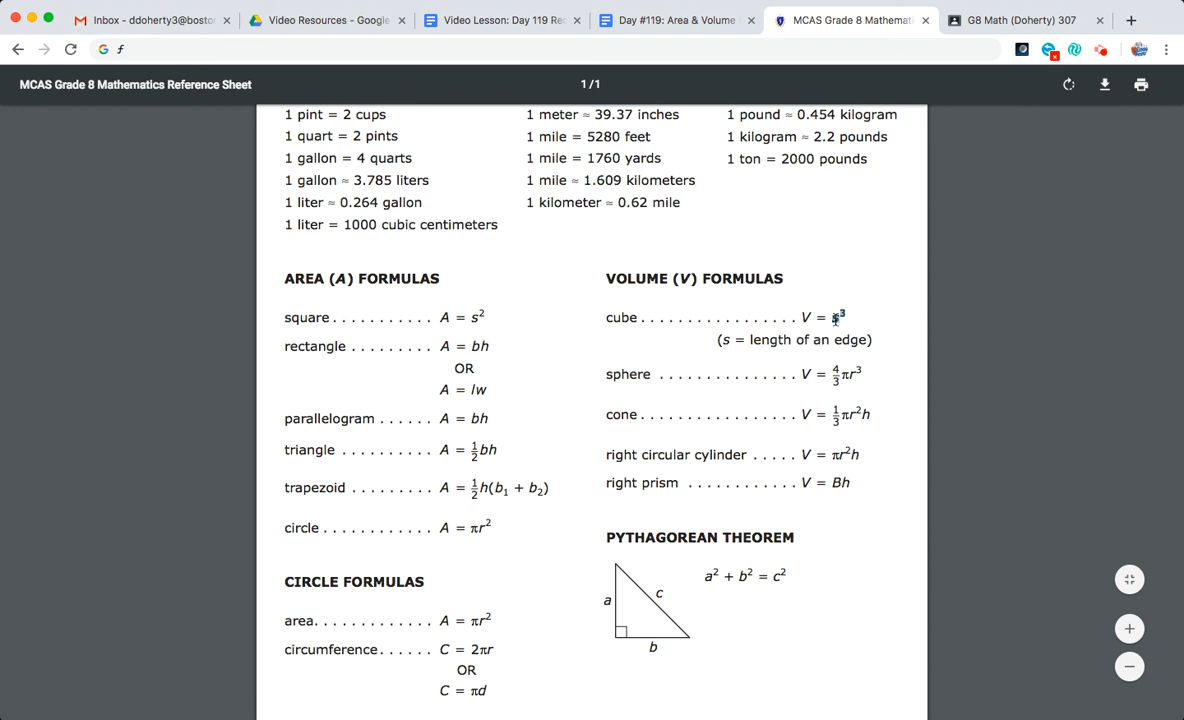 Inbox - ddoherty3@bosto
Video Resources - Google
Video Lesson: Day 119 Re
Day #119: Area & Volume
MCAS Grade 8 Mathemat
G8 Math (Doherty) 307
f
MCAS Grade 8 Mathematics Reference Sheet
1 / 1
1 pint = 2 cups
1 quart = 2 pints
1 gallon = 4 quarts
1 gallon ≈ 3.785 liters
1 liter ≈ 0.264 gallon
1 liter = 1000 cubic centimeters
1 meter ≈ 39.37 inches
1 mile = 5280 feet
1 mile = 1760 yards
1 mile ≈ 1.609 kilometers
1 kilometer ≈ 0.62 mile
1 pound ≈ 0.454 kilogram
1 kilogram ≈ 2.2 pounds
1 ton = 2000 pounds
AREA (A) FORMULAS
square . . . . . . . . . . . A = s²
rectangle . . . . . . . . . A = bh
OR
A = lw
parallelogram . . . . . . A = bh
triangle . . . . . . . . . . A = ½bh
trapezoid . . . . . . . . . A = ½h(b₁ + b₂)
circle . . . . . . . . . . . . A = πr²
CIRCLE FORMULAS
area. . . . . . . . . . . . . A = πr²
circumference . . . . . . C = 2πr
OR
C = πd
VOLUME (V) FORMULAS
cube . . . . . . . . . . . . . . . . . V = s³
(s = length of an edge)
sphere . . . . . . . . . . . . . . . V = 4/3πr³
cone . . . . . . . . . . . . . . . . . V = 1/3πr²h
right circular cylinder . . . . . V = πr²h
right prism . . . . . . . . . . . . V = Bh
PYTHAGOREAN THEOREM
a² + b² = c²
a
c
b